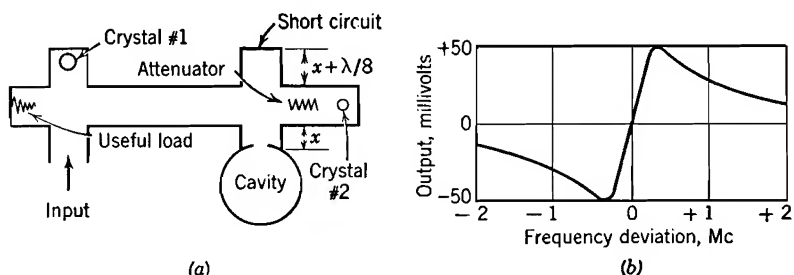 Crystal #1
Short circuit
Attenuator
x + λ/8
Useful load
x
Input
Cavity
Crystal
#2
(a)
Output, millivolts
+50
0
-50
-2
-1
0
+1
+2
Frequency deviation, Mc
(b)